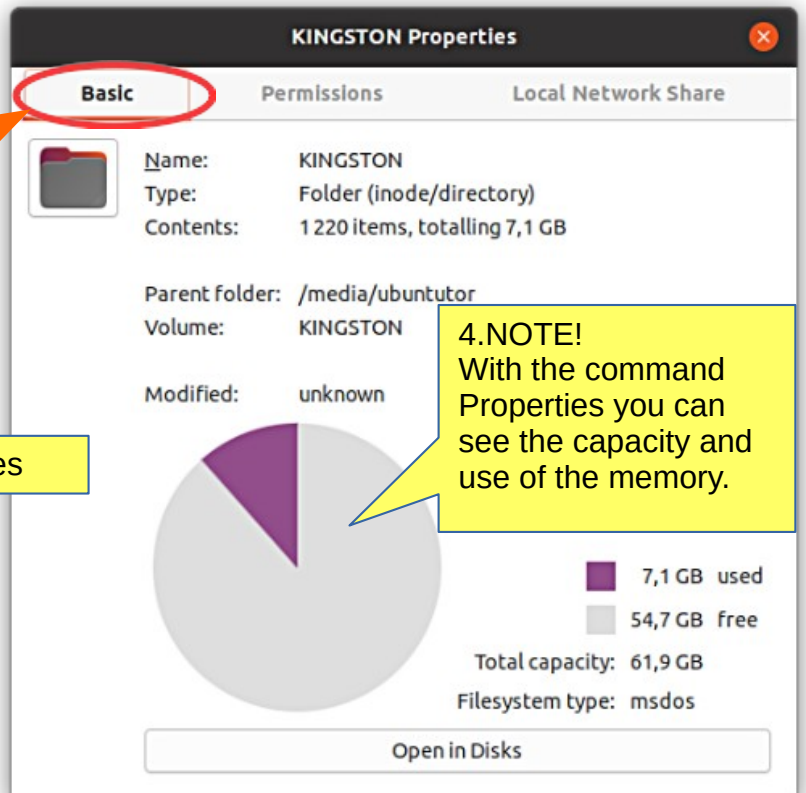 KINGSTON Properties
Basic Permissions Local Network Share
Name: KINGSTON
Type: Folder (inode/directory)
Contents: 1 220 items, totalling 7,1 GB
Parent folder: /media/ubuntutor
Volume: KINGSTON
Modified: unknown
4.NOTE!
With the command
Properties you can
see the capacity and
use of the memory.
es
7,1 GB used
54,7 GB free
Total capacity: 61,9 GB
Filesystem type: msdos
Open in Disks